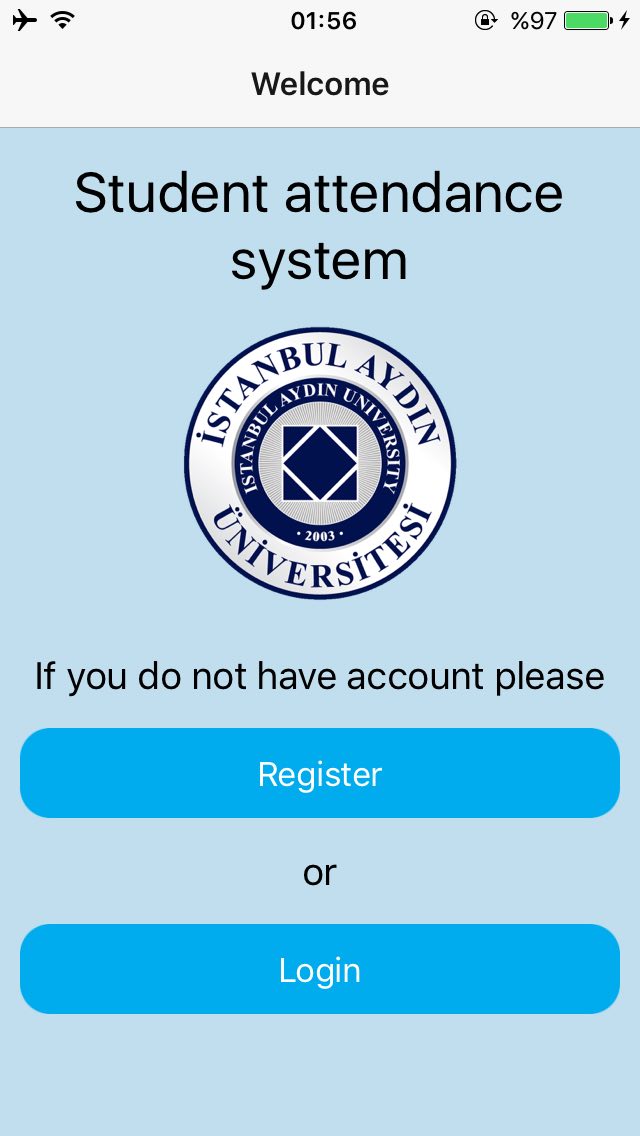 01:56
%97
Welcome
Student attendance
system
İSTANBUL AYDIN
ISTANBUL AYDIN UNIVERSITY
• 2003 •
ÜNİVERSİTESİ
If you do not have account please
Register
or
Login